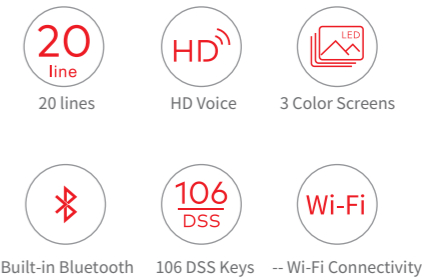 20
line
HD
LED
20 lines
HD Voice
3 Color Screens
106
DSS
Wi-Fi
Built-in Bluetooth
106 DSS Keys
-- Wi-Fi Connectivity